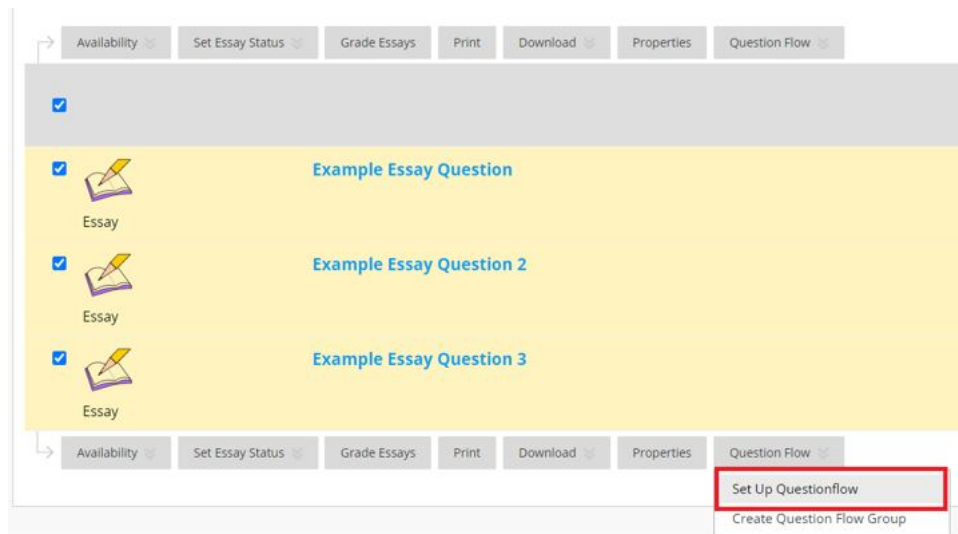 Availability Set Essay Status Grade Essays Print Download Properties Question Flow
Example Essay Question
Essay
Example Essay Question 2
Essay
Example Essay Question 3
Essay
Availability Set Essay Status Grade Essays Print Download Properties Question Flow
Set Up Questionflow
Create Question Flow Group